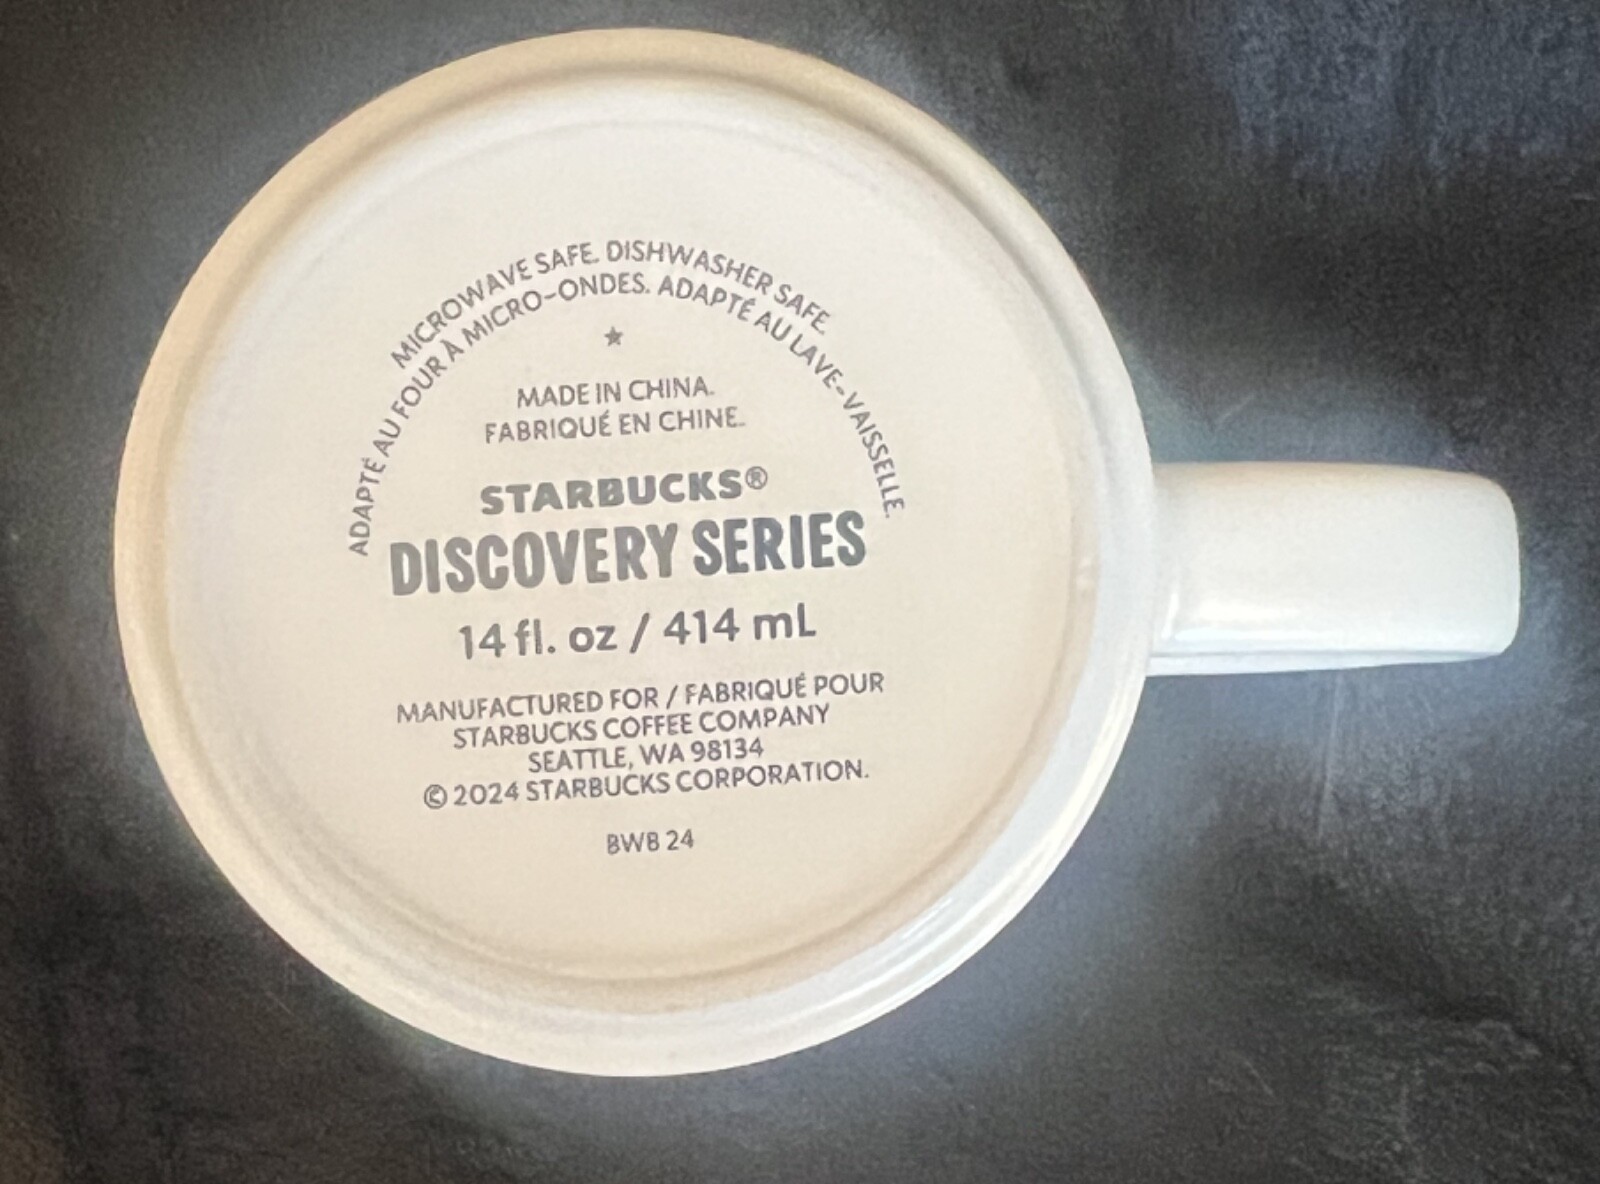 MICROWAVE SAFE. DISHWASHER SAFE.
ADAPTÉ AU FOUR À MICRO-ONDES. ADAPTÉ AU LAVE-VAISSELLE.
MADE IN CHINA.
FABRIQUÉ EN CHINE.
STARBUCKS®
DISCOVERY SERIES
14 fl. oz / 414 mL
MANUFACTURED FOR / FABRIQUÉ POUR
STARBUCKS COFFEE COMPANY
SEATTLE, WA 98134
© 2024 STARBUCKS CORPORATION.
BWB 24